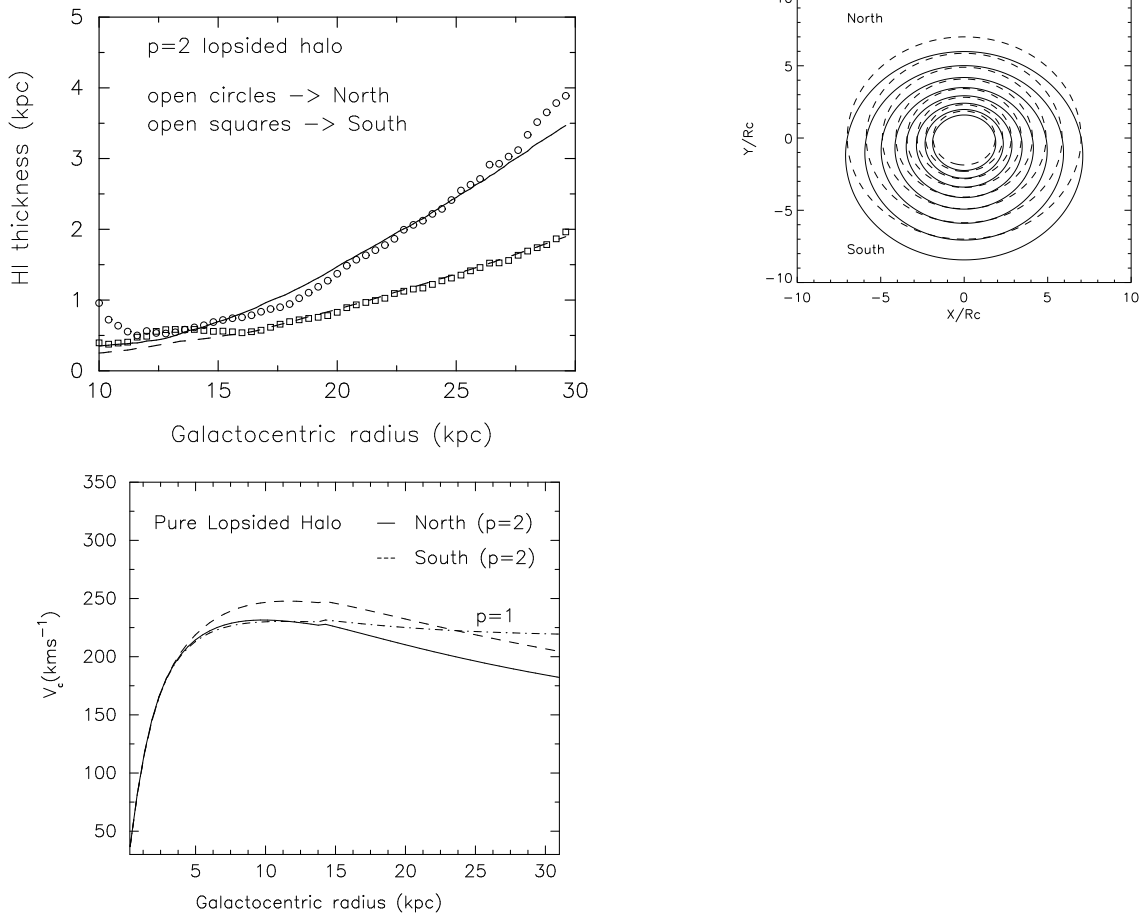 5
4
3
2
1
0
HI thickness (kpc)
p=2 lopsided halo
open circles -> North
open squares -> South
10
15
20
25
30
Galactocentric radius (kpc)
10
5
0
-5
-10
Y/Rc
North
South
-10
-5
0
5
10
X/Rc
350
300
250
200
150
100
50
Vc(kms−1)
Pure Lopsided Halo
North (p=2)
South (p=2)
p=1
5
10
15
20
25
30
Galactocentric radius (kpc)